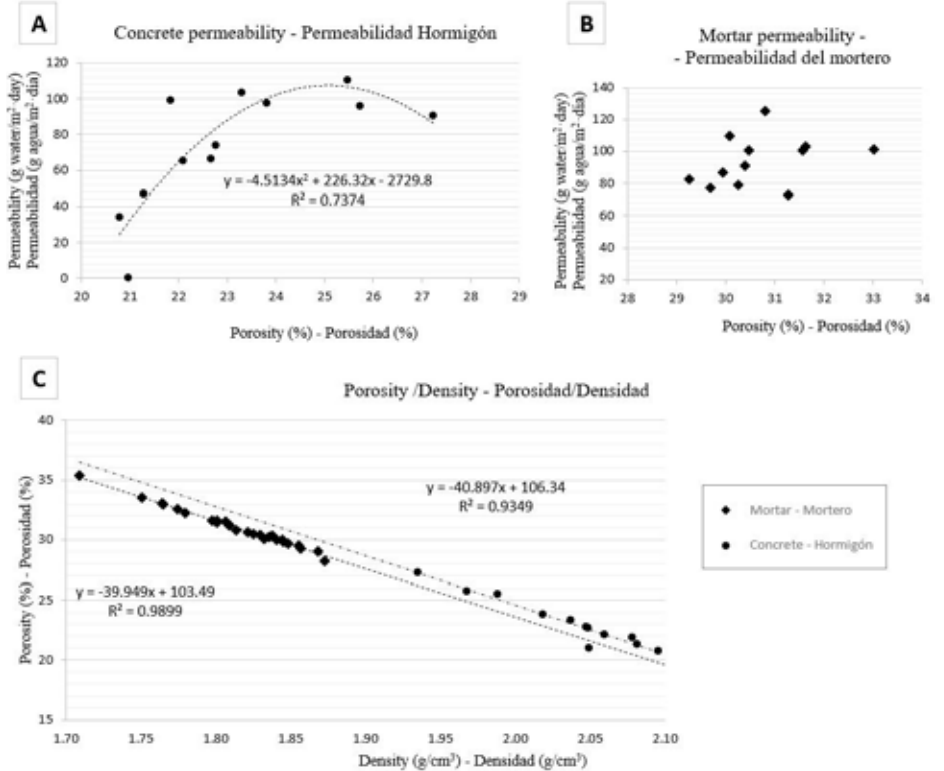 A
Concrete permeability - Permeabilidad Hormigón
Permeability (g water/m²·day)
Permeabilidad (g agua/m²·dia)
120
100
80
60
40
20
0
y = -4.5134x² + 226.32x - 2729.8
R² = 0.7374
20 21 22 23 24 25 26 27 28 29
Porosity (%) - Porosidad (%)
B
Mortar permeability -
- Permeabilidad del mortero
Permeability (g water/m²·day)
Permeabilidad (g agua/m²·dia)
140
120
100
80
60
40
20
28 29 30 31 32 33 34
Porosity (%) - Porosidad (%)
C
Porosity /Density - Porosidad/Densidad
Porosity (%) - Porosidad (%)
40
35
30
25
20
15
y = -40.897x + 106.34
R² = 0.9349
y = -39.949x + 103.49
R² = 0.9899
1.70 1.75 1.80 1.85 1.90 1.95 2.00 2.05 2.10
Density (g/cm³) - Densidad (g/cm³)
Mortar - Mortero
Concrete - Hormigón